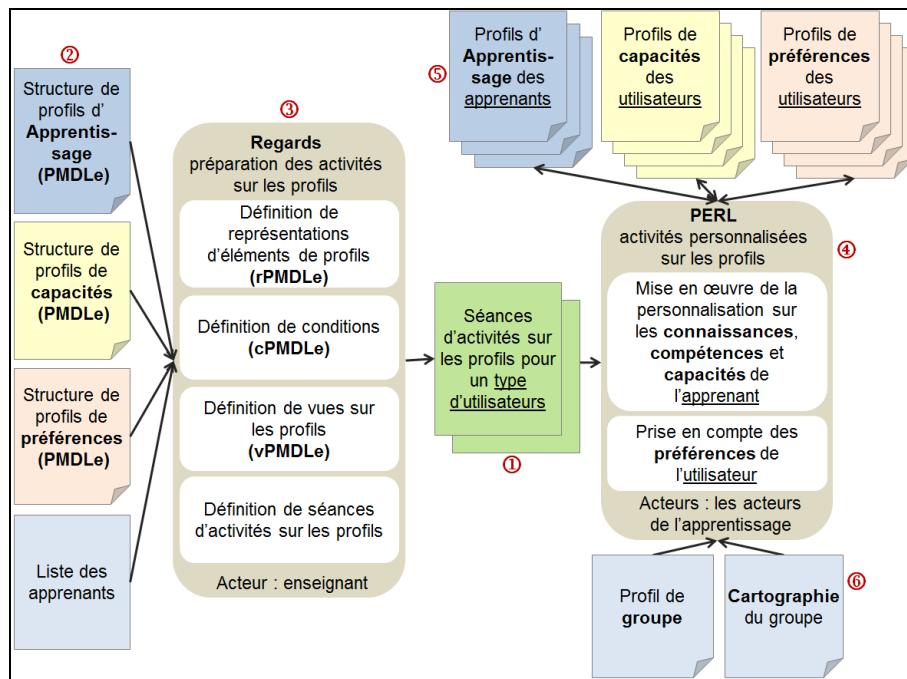 ②
Structure de
profils d'
Apprentis-
sage
(PMDLe)
Structure de
profils de
capacités
(PMDLe)
Structure de
profils de
préférences
(PMDLe)
Liste des
apprenants
③
Regards
préparation des activités
sur les profils
Définition de
représentations
d'éléments de profils
(rPMDLe)
Définition de conditions
(cPMDLe)
Définition de vues sur
les profils
(vPMDLe)
Définition de séances
d'activités sur les profils
Acteur : enseignant
Séances
d'activités sur
les profils pour
un type
d'utilisateurs
①
⑤
Profils d'
Apprentis-
sage des
apprenants
Profils de
capacités
des
utilisateurs
Profils de
préférences
des
utilisateurs
PERL
activités personnalisées
sur les profils
④
Mise en œuvre de la
personnalisation sur
les connaissances,
compétences et
capacités de
l'apprenant
Prise en compte des
préférences de
l'utilisateur
Acteurs : les acteurs
de l'apprentissage
Profil de
groupe
Cartographie
du groupe
⑥